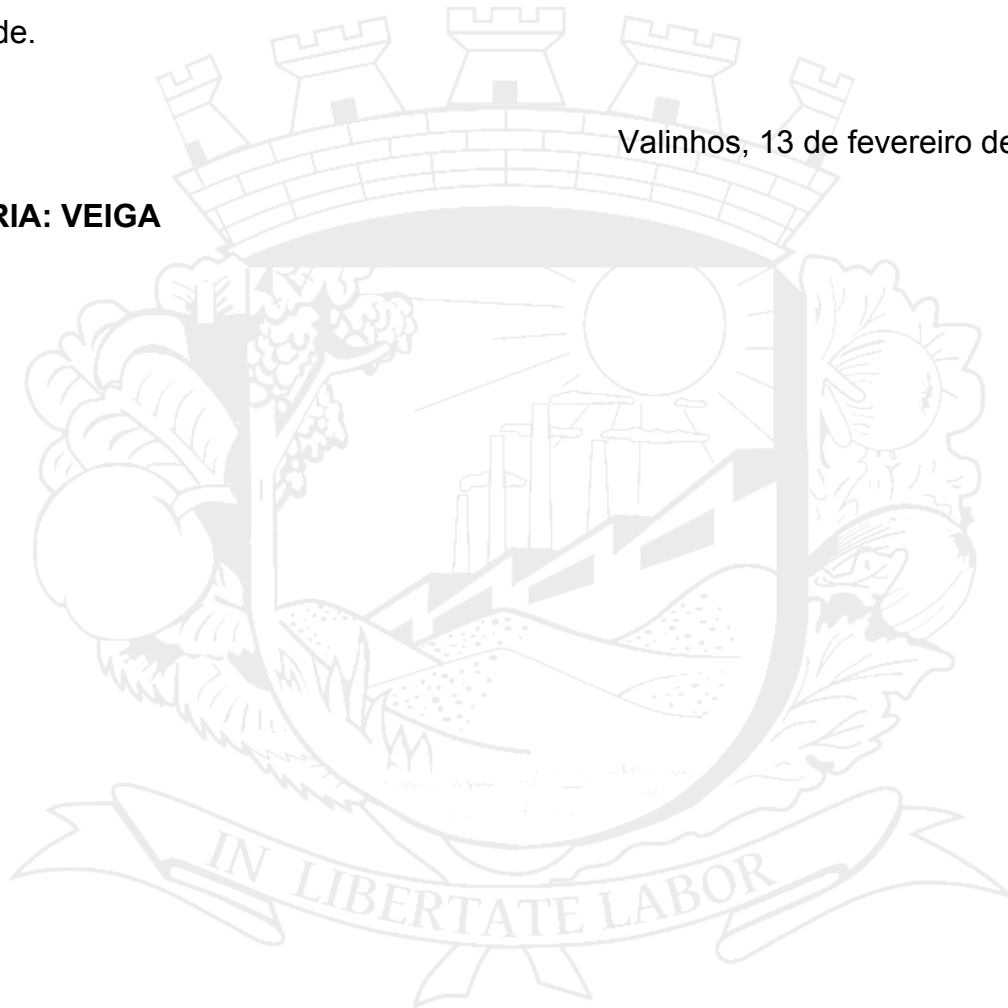 de.
Valinhos, 13 de fevereiro de
RIA: VEIGA
IN LIBERTATE LABOR